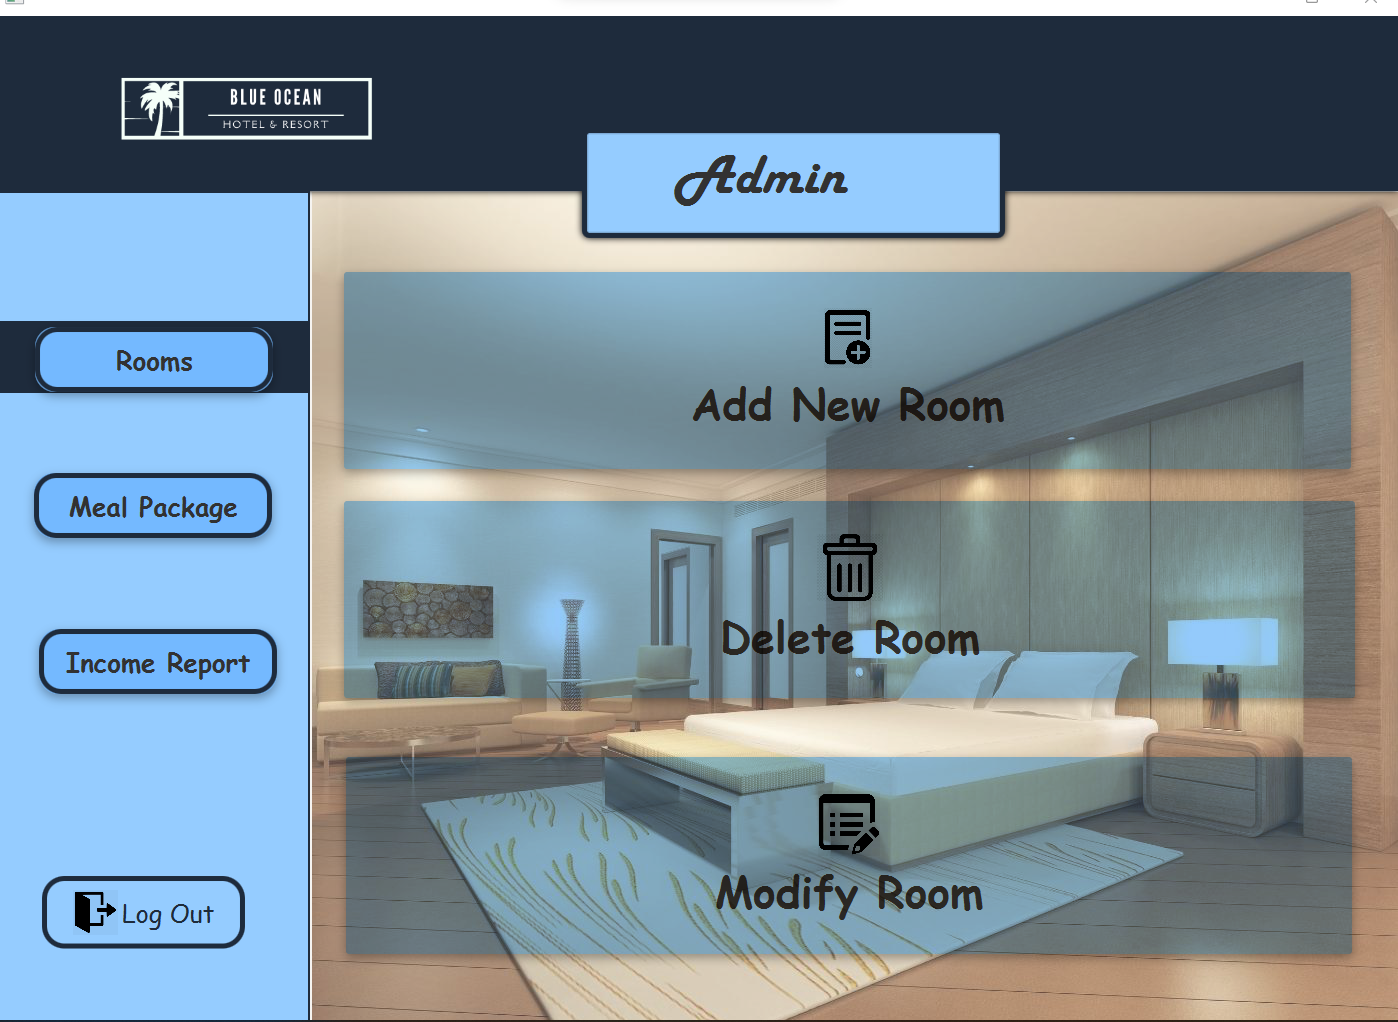 BLUE OCEAN
HOTEL & RESORT
Admin
Rooms
Meal Package
Income Report
Log Out
Add New Room
Delete Room
Modify Room